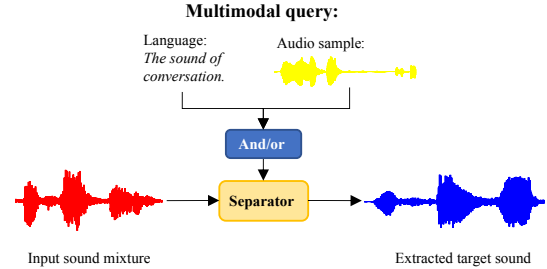 Multimodal query:
Language:
The sound of
conversation.
Audio sample:
And/or
Separator
Input sound mixture
Extracted target sound